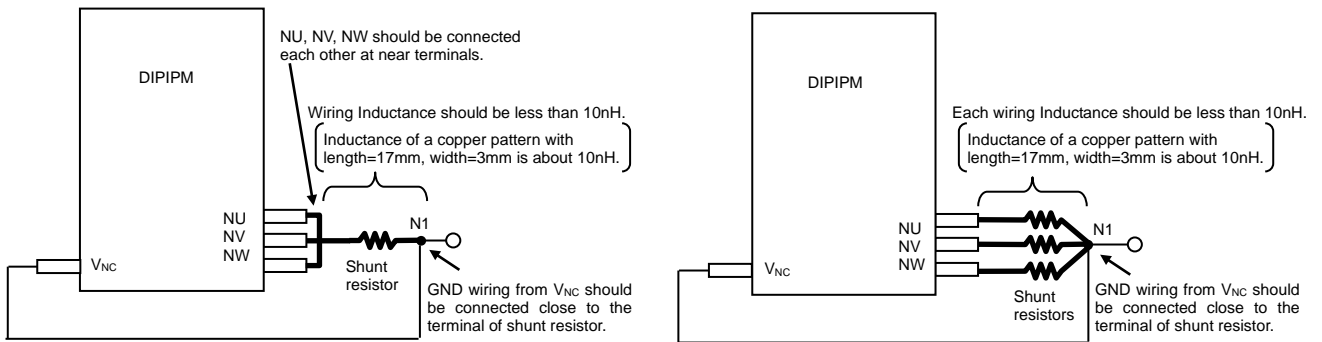 NU, NV, NW should be connected
each other at near terminals.
DIPIPM
Wiring Inductance should be less than 10nH.
Inductance of a copper pattern with
length=17mm, width=3mm is about 10nH.
NU
NV
NW
N1
VNC
Shunt
resistor
GND wiring from VNC should
be connected close to the
terminal of shunt resistor.
DIPIPM
Each wiring Inductance should be less than 10nH.
Inductance of a copper pattern with
length=17mm, width=3mm is about 10nH.
NU
NV
NW
N1
VNC
Shunt
resistors
GND wiring from VNC should
be connected close to the
terminal of shunt resistor.